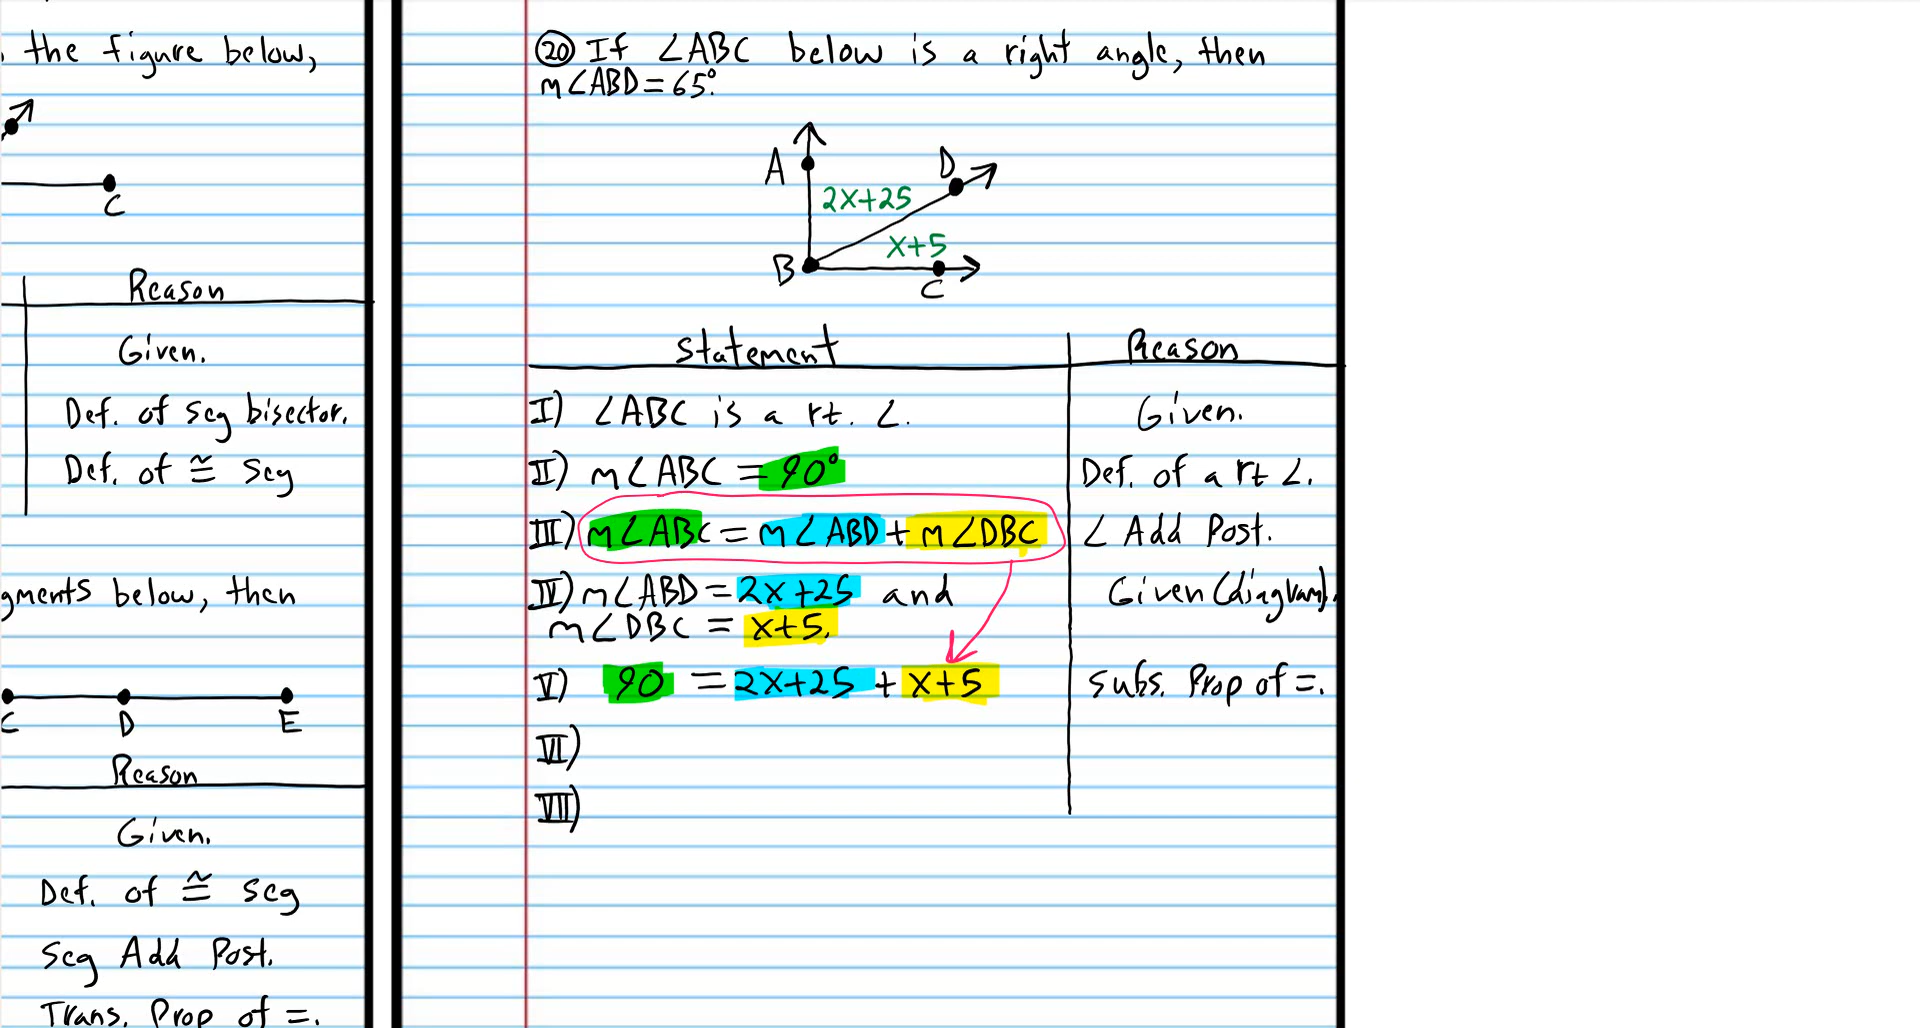 the figure below,
C
Reason
Given.
Def. of seg bisector.
Def. of ≅ seg
gments below, then
C D E
Reason
Given.
Def. of ≅ seg
Seg Add Post.
Trans. Prop of =.
20 If ∠ABC below is a right angle, then
m∠ABD = 65°.
A D
2x+25
x+5
B C
Statement Reason
I) ∠ABC is a rt. ∠. Given.
II) m∠ABC = 90° Def. of a rt ∠.
III) m∠ABC = m∠ABD + m∠DBC ∠ Add Post.
IV) m∠ABD = 2x+25 and Given (diagram).
m∠DBC = x+5.
V) 90 = 2x+25 + x+5 Subs. Prop of =.
VI)
VII)